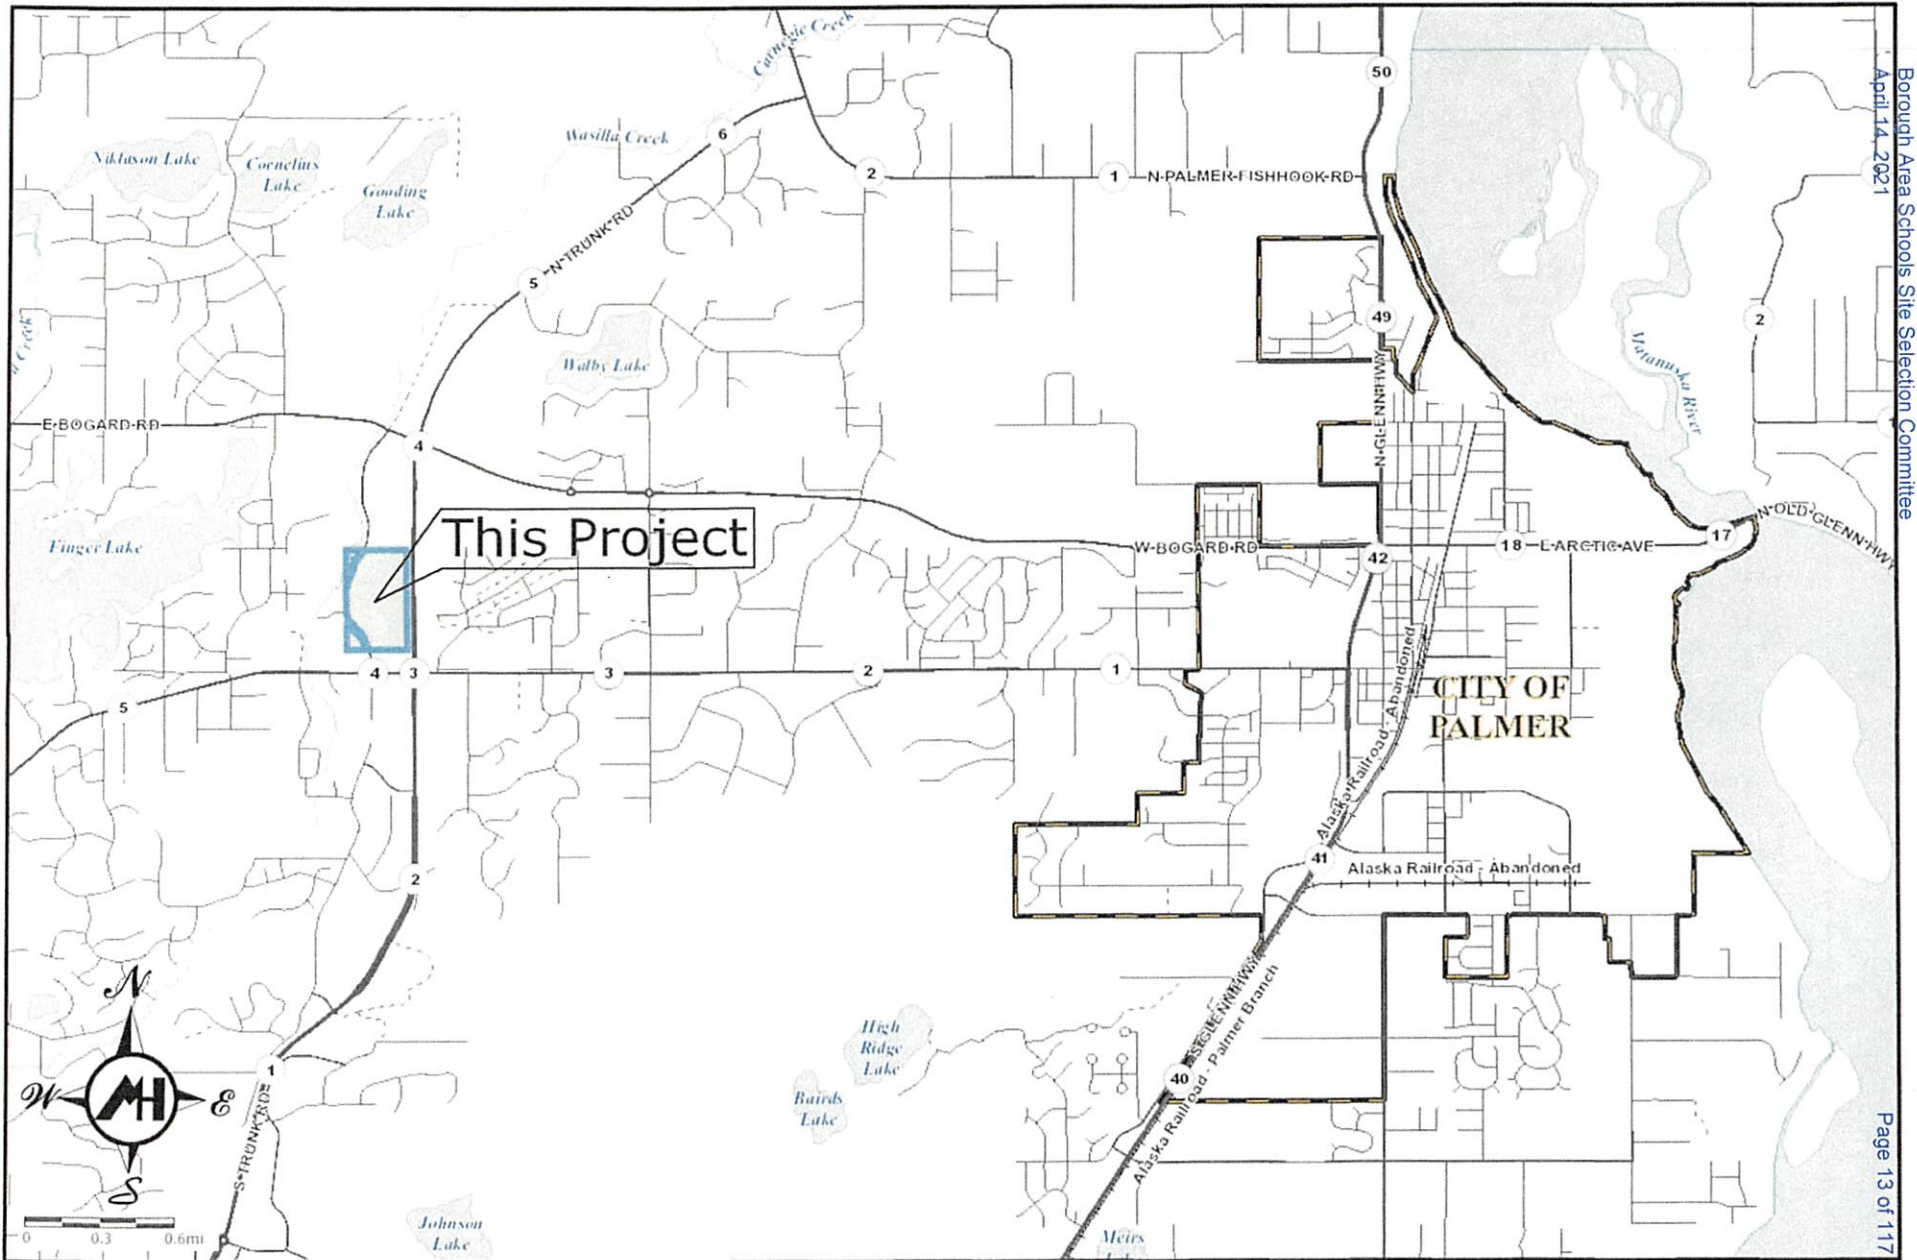 Borough Area Schools Site Selection Committee
April 14, 2021
Page 13 of 117
Carnegie Creek
50
6
Wasilla Creek
Niklason Lake
Cornelius
Lake
Gooding
Lake
2
1
N PALMER-FISHHOOK RD
N TRUNK RD
5
49
2
Walby Lake
Matanuska River
Creek
N GLENN HWY
E BOGARD RD
4
This Project
Finger Lake
W BOGARD RD
42
18
E ARCTIC AVE
17
N OLD GLENN HWY
4
3
3
2
1
5
CITY OF
PALMER
Alaska Railroad - Abandoned
41
Alaska Railroad - Abandoned
2
N
High
Ridge
Lake
S GLENN HWY
Alaska Railroad - Palmer Branch
40
1
W
MH
E
Bairds
Lake
S TRUNK RD
S
0
0.3
0.6mi
Johnson
Lake
Meirs